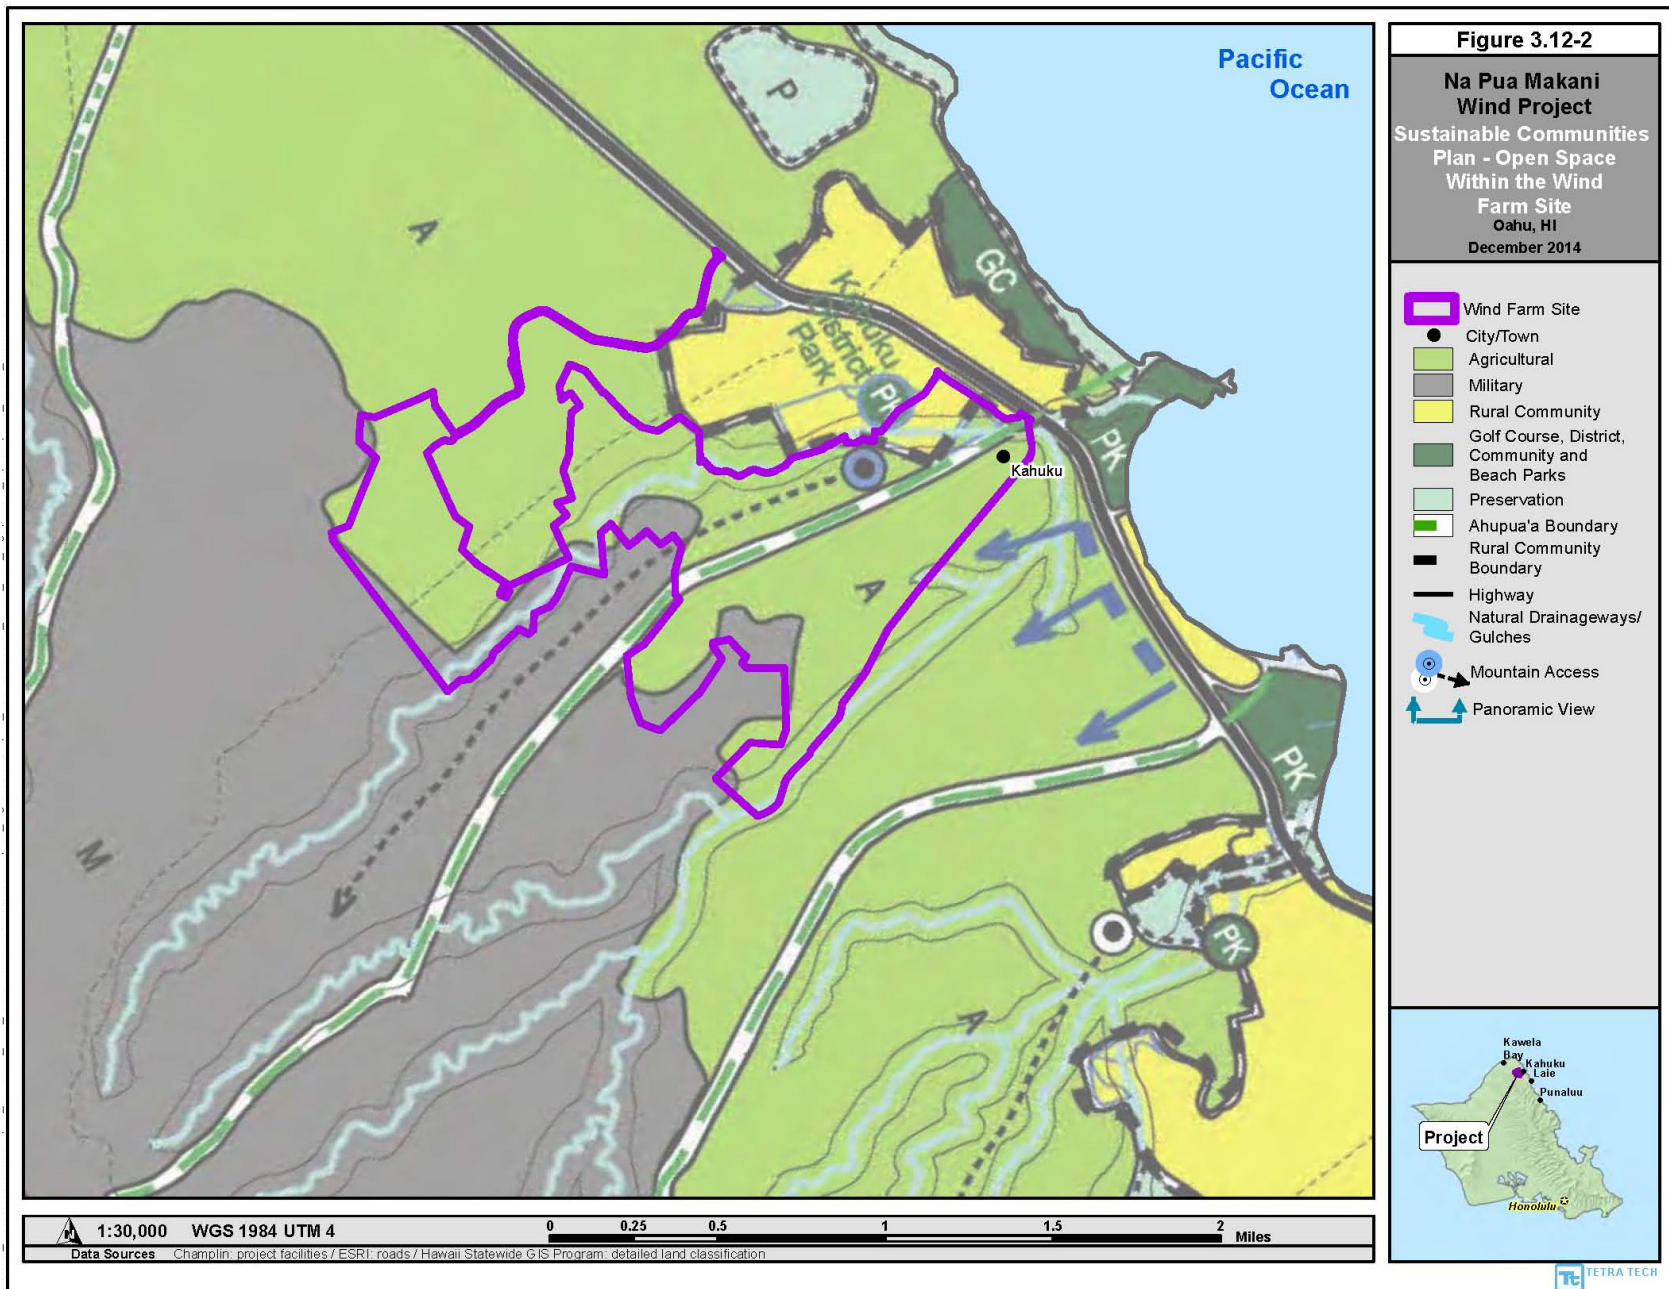 Pacific
Ocean
P
A
GC
Kahuku
District
Park
PK
PK
Kahuku
A
M
PK
PK
A
Figure 3.12-2
Na Pua Makani
Wind Project
Sustainable Communities
Plan - Open Space
Within the Wind
Farm Site
Oahu, HI
December 2014
Wind Farm Site
City/Town
Agricultural
Military
Rural Community
Golf Course, District,
Community and
Beach Parks
Preservation
Ahupua'a Boundary
Rural Community
Boundary
Highway
Natural Drainageways/
Gulches
Mountain Access
Panoramic View
Kawela
Bay
Kahuku
Laie
Punaluu
Project
Honolulu
N
1:30,000 WGS 1984 UTM 4
0 0.25 0.5 1 1.5 2
Miles
Data Sources Champlin: project facilities / ESRI: roads / Hawaii Statewide GIS Program: detailed land classification
Tt TETRA TECH